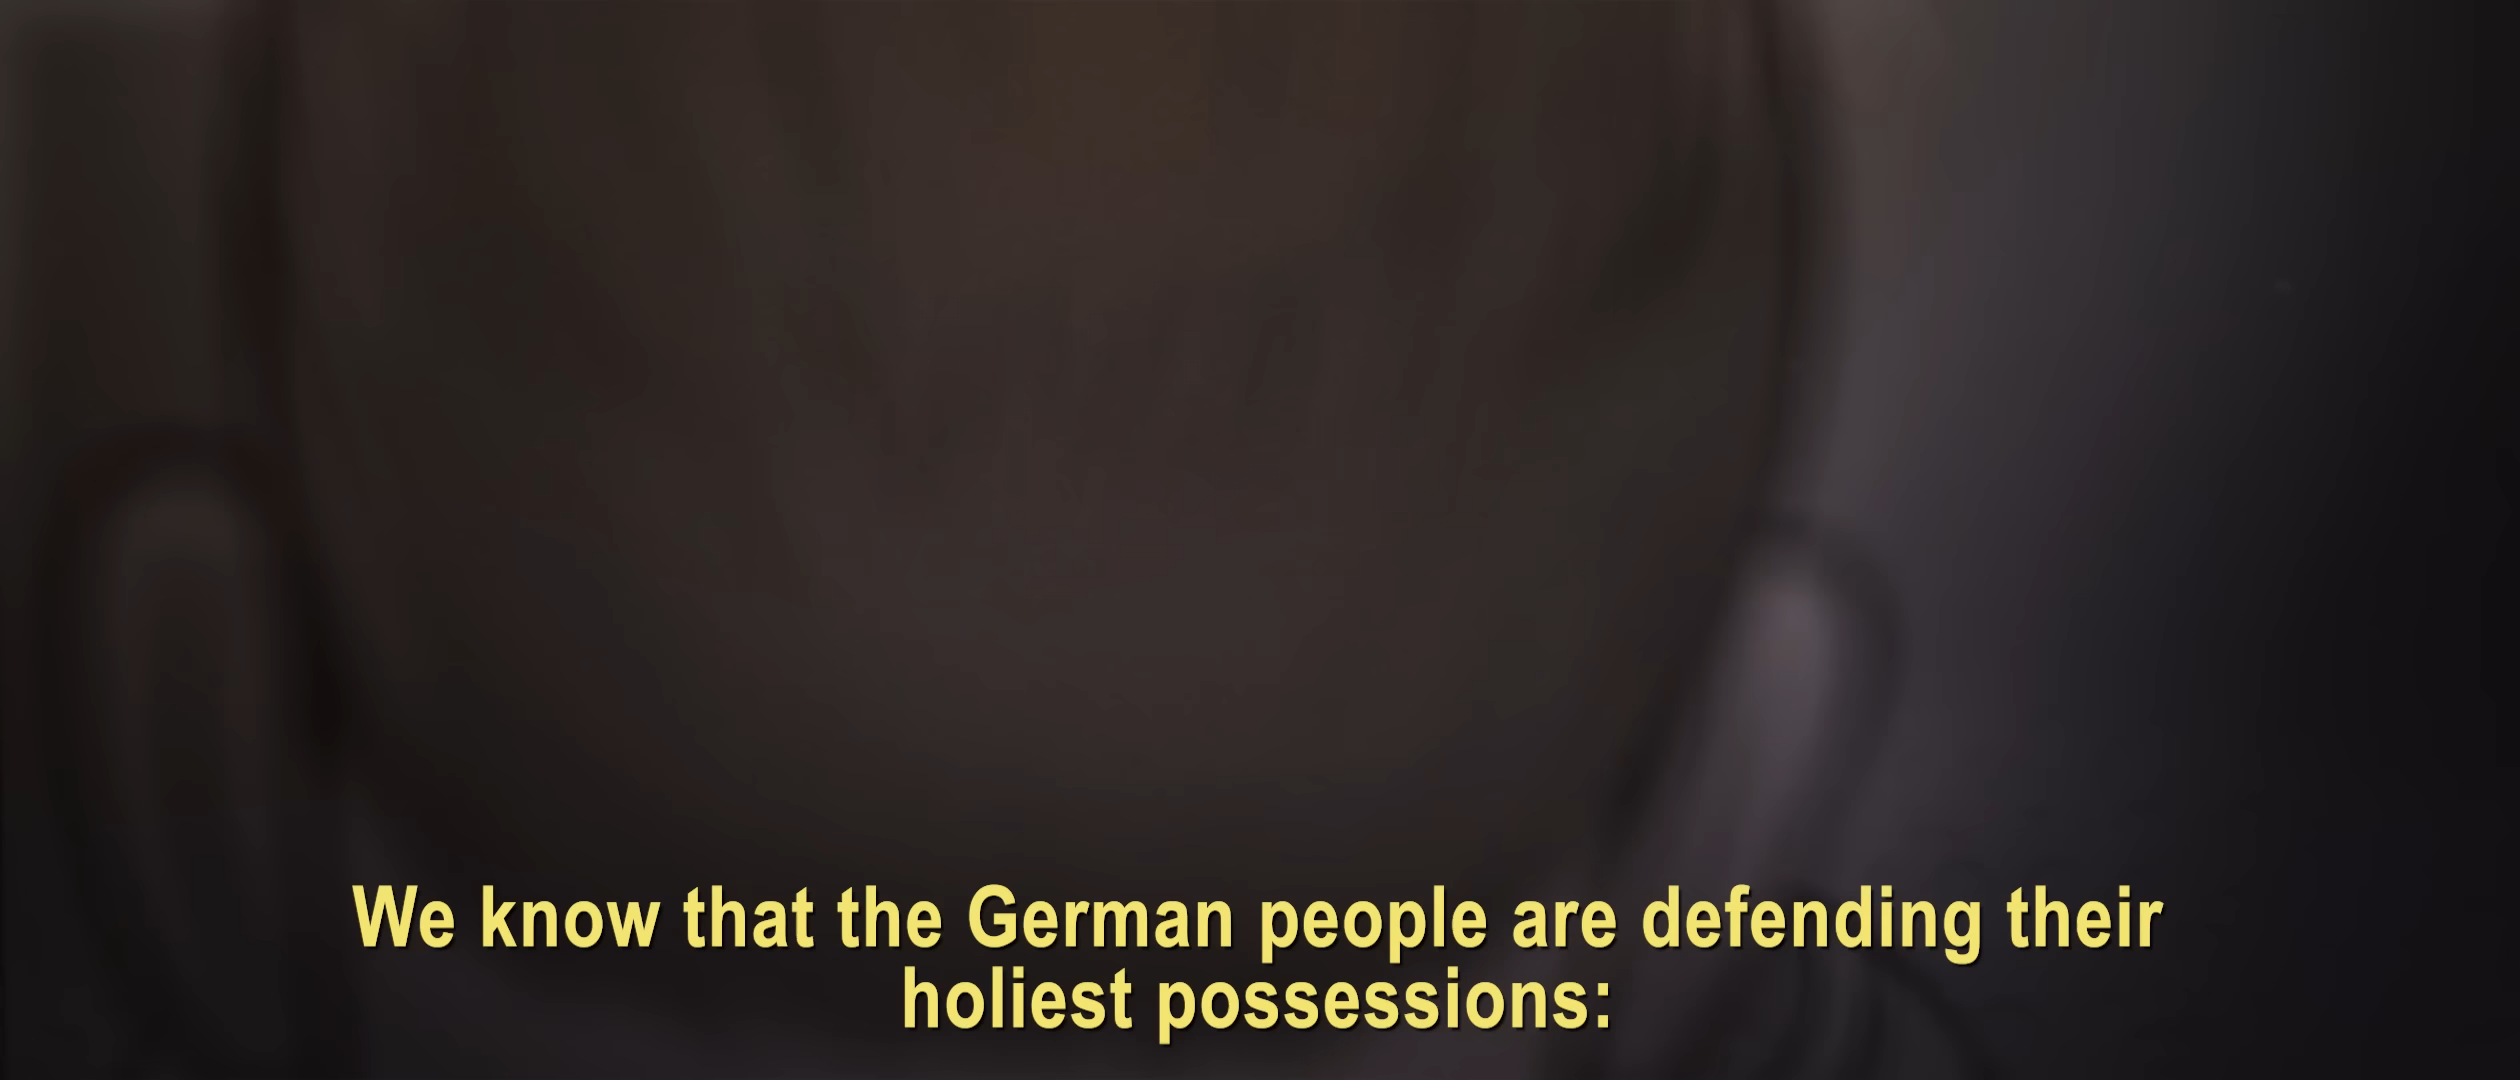 We know that the German people are defending their
holiest possessions: